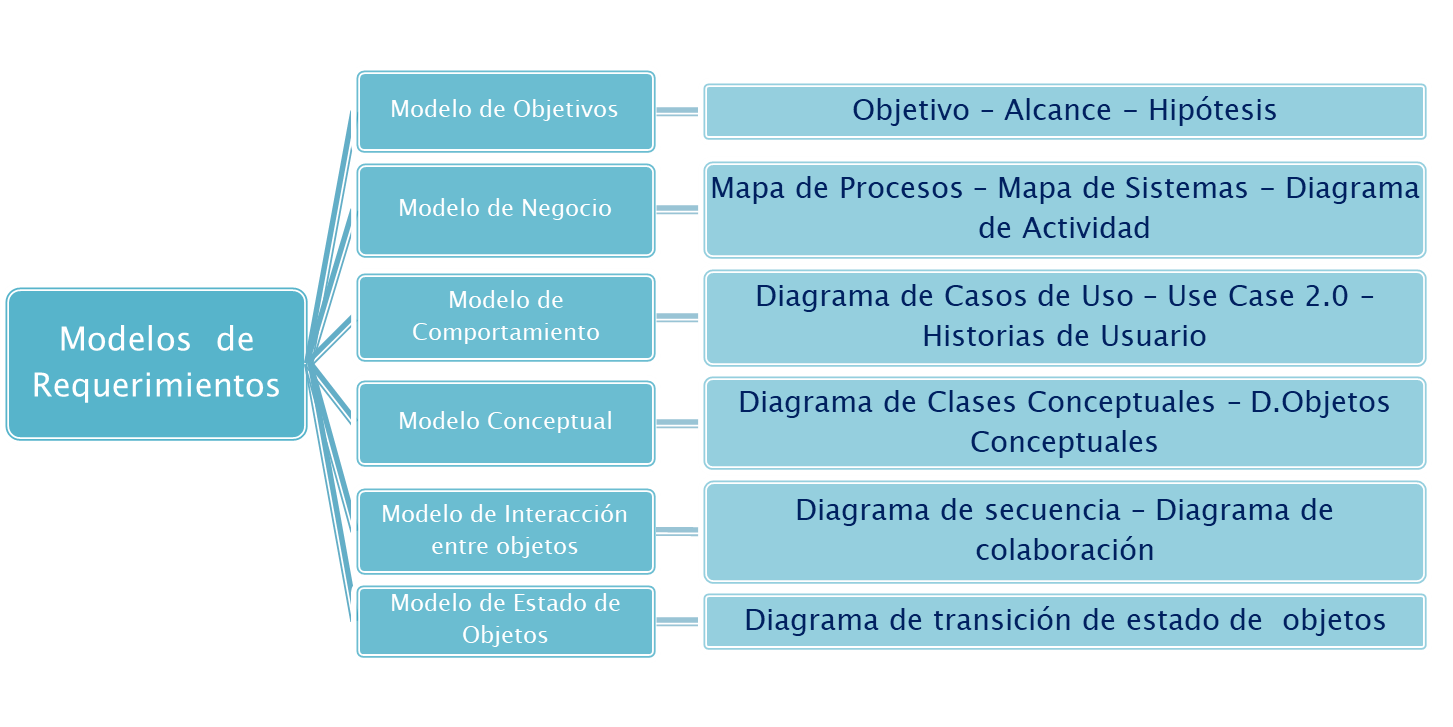 Modelos de
Requerimientos
Modelo de Objetivos
Objetivo – Alcance – Hipótesis
Modelo de Negocio
Mapa de Procesos – Mapa de Sistemas – Diagrama
de Actividad
Modelo de
Comportamiento
Diagrama de Casos de Uso – Use Case 2.0 –
Historias de Usuario
Modelo Conceptual
Diagrama de Clases Conceptuales – D.Objetos
Conceptuales
Modelo de Interacción
entre objetos
Diagrama de secuencia – Diagrama de
colaboración
Modelo de Estado de
Objetos
Diagrama de transición de estado de objetos